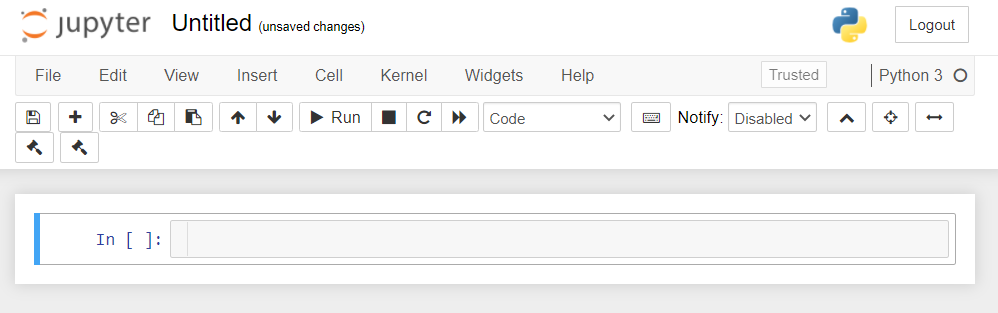 jupyter Untitled (unsaved changes) Logout
File Edit View Insert Cell Kernel Widgets Help Trusted Python 3
Run Code Notify: Disabled
In [ ]: